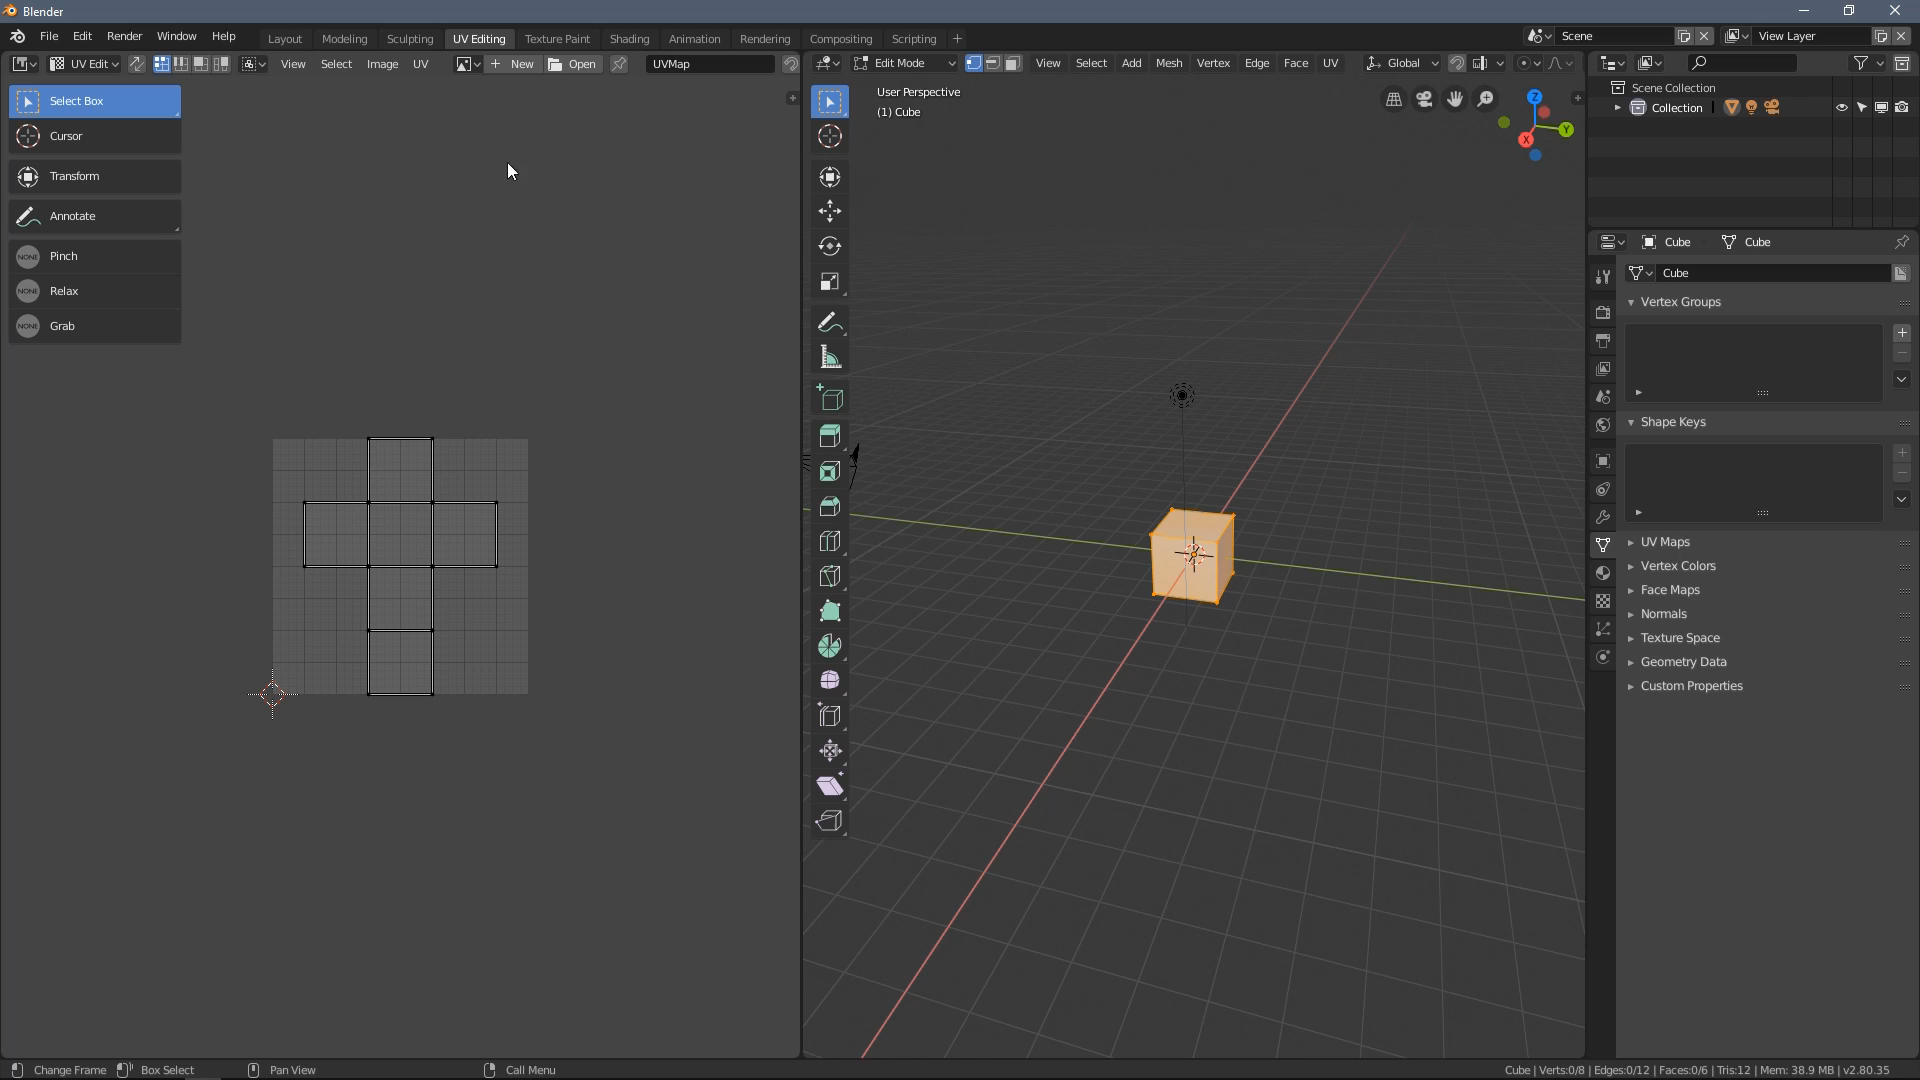 Blender
File Edit Render Window Help Layout Modeling Sculpting UV Editing Texture Paint Shading Animation Rendering Compositing Scripting + Scene View Layer
UV Edit View Select Image UV New Open UVMap
Edit Mode View Select Add Mesh Vertex Edge Face UV Global
Select Box
Cursor
Transform
Annotate
NONE Pinch
NONE Relax
NONE Grab
User Perspective
(1) Cube
Z
Y
X
Scene Collection
Collection
Cube Cube
Cube
Vertex Groups
Shape Keys
UV Maps
Vertex Colors
Face Maps
Normals
Texture Space
Geometry Data
Custom Properties
Change Frame Box Select Pan View Call Menu Cube | Verts:0/8 | Edges:0/12 | Faces:0/6 | Tris:12 | Mem: 38.9 MB | v2.80.35